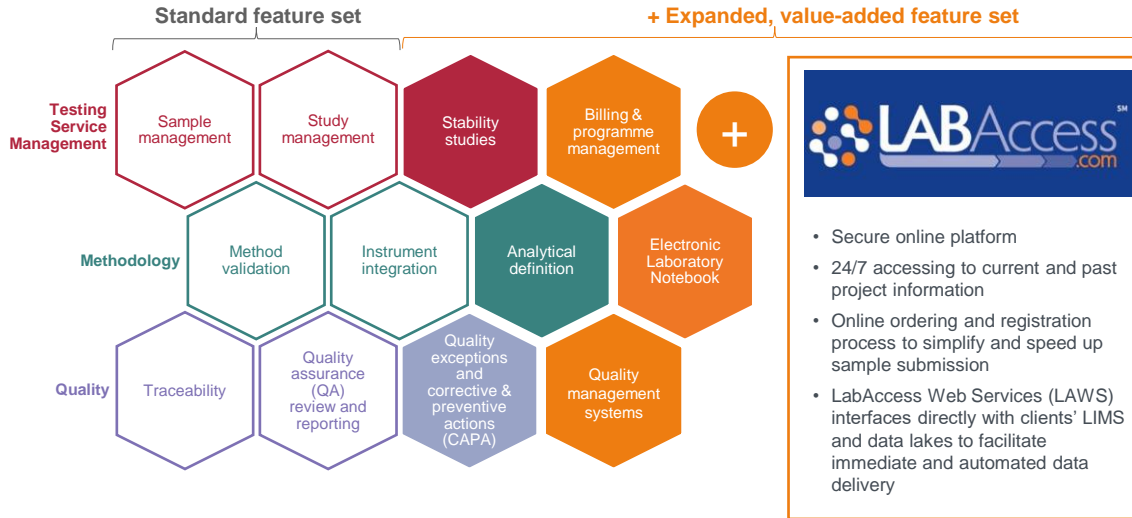 Standard feature set
+ Expanded, value-added feature set
Testing
Service
Management
Sample
management
Study
management
Stability
studies
Billing &
programme
management
+
Methodology
Method
validation
Instrument
integration
Analytical
definition
Electronic
Laboratory
Notebook
Quality
Traceability
Quality
assurance
(QA)
review and
reporting
Quality
exceptions
and
corrective &
preventive
actions
(CAPA)
Quality
management
systems
LABAccess℠
.com
• Secure online platform
• 24/7 accessing to current and past
project information
• Online ordering and registration
process to simplify and speed up
sample submission
• LabAccess Web Services (LAWS)
interfaces directly with clients’ LIMS
and data lakes to facilitate
immediate and automated data
delivery